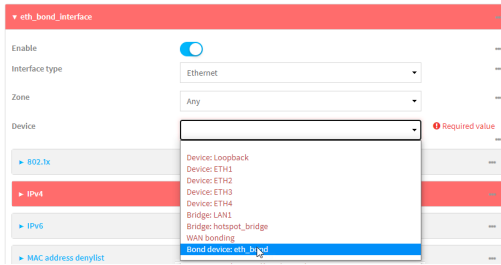 ▾ eth_bond_interface
Enable
Interface type
Ethernet
Zone
Any
Device
Required value
Device: Loopback
Device: ETH1
Device: ETH2
Device: ETH3
Device: ETH4
Bridge: LAN1
Bridge: hotspot_bridge
WAN bonding
Bond device: eth_bond
► 802.1x
► IPv4
► IPv6
► MAC address denylist